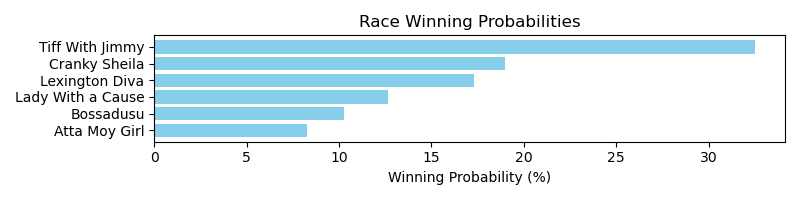 Race Winning Probabilities
Tiff With Jimmy
Cranky Sheila
Lexington Diva
Lady With a Cause
Bossadusu
Atta Moy Girl
0 5 10 15 20 25 30
Winning Probability (%)